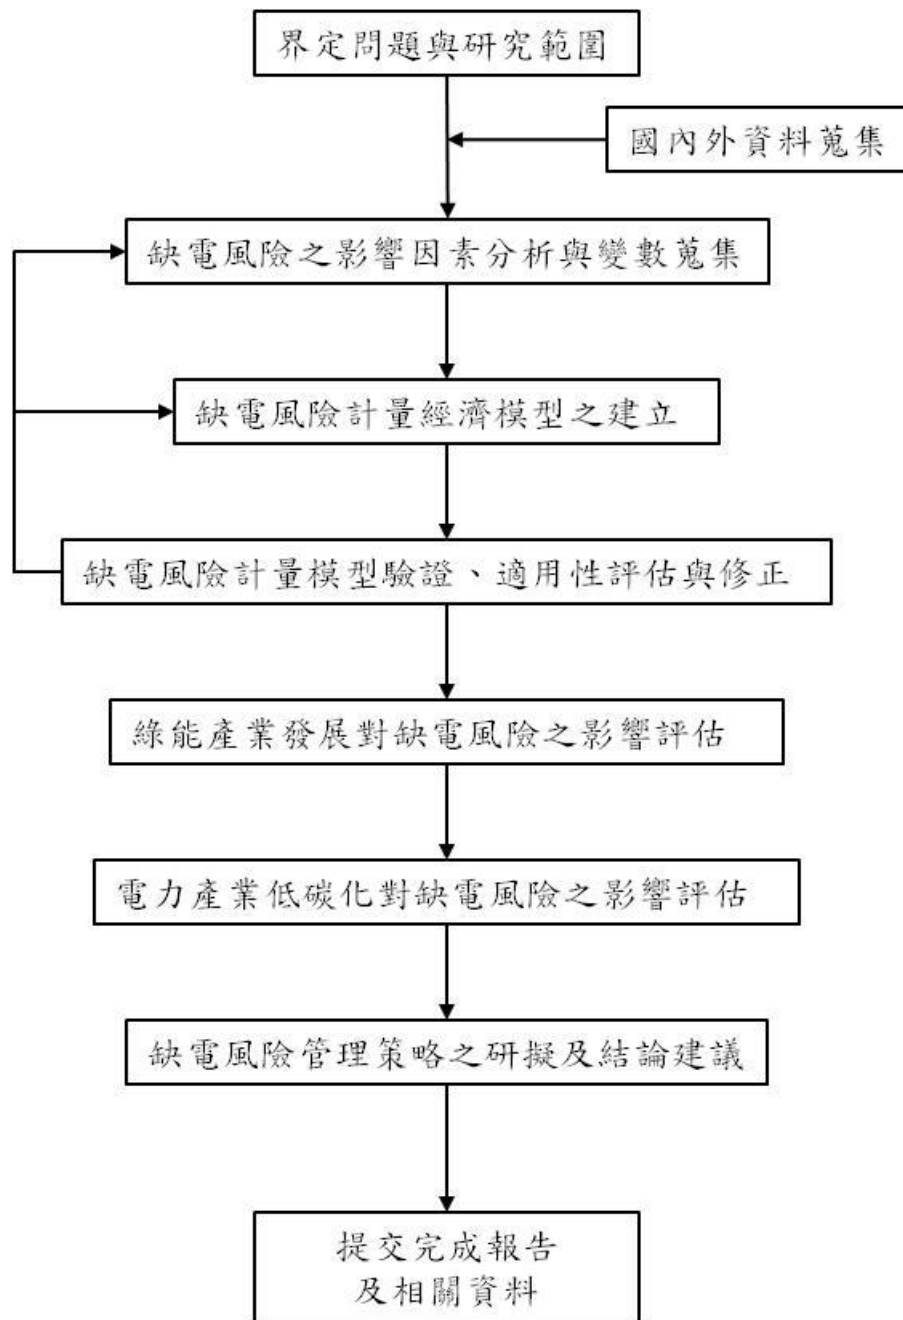 界定問題與研究範圍
國內外資料蒐集
缺電風險之影響因素分析與變數蒐集
缺電風險計量經濟模型之建立
缺電風險計量模型驗證、適用性評估與修正
綠能產業發展對缺電風險之影響評估
電力產業低碳化對缺電風險之影響評估
缺電風險管理策略之研擬及結論建議
提交完成報告
及相關資料